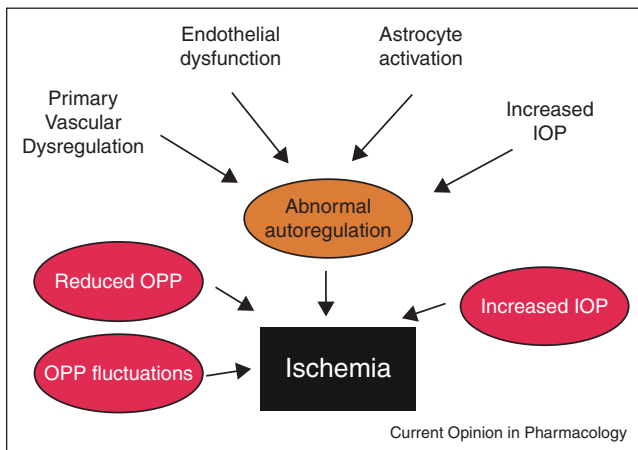 Endothelial
dysfunction
Astrocyte
activation
Primary
Vascular
Dysregulation
Increased
IOP
Abnormal
autoregulation
Reduced OPP
Increased IOP
OPP fluctuations
Ischemia
Current Opinion in Pharmacology